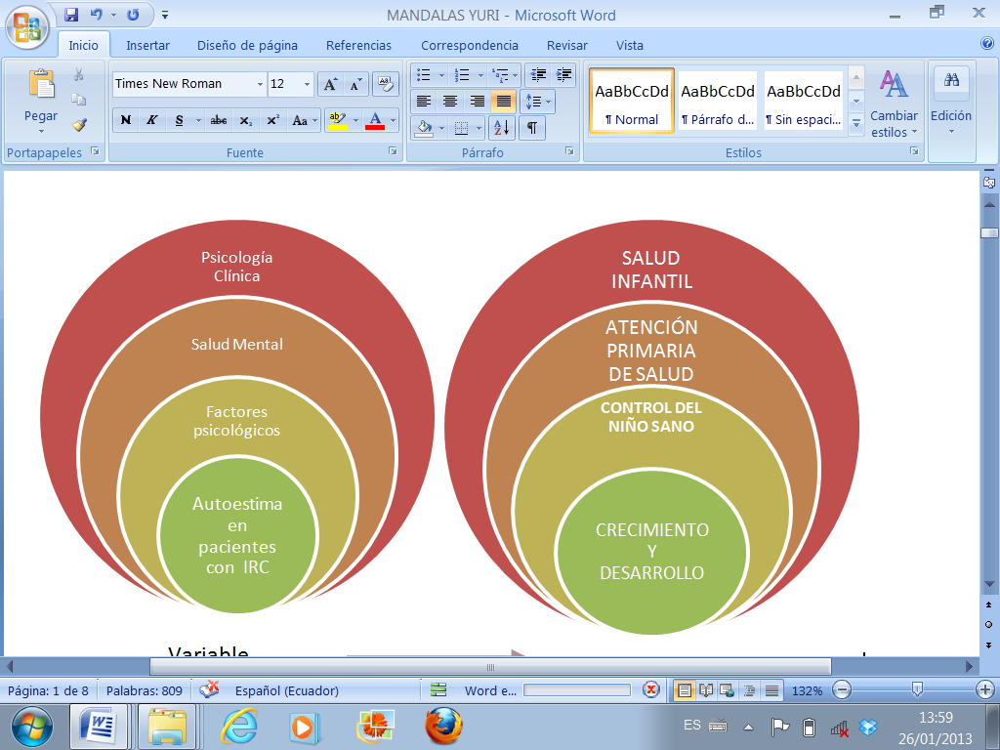 MANDALAS YURI - Microsoft Word
Inicio Insertar Diseño de página Referencias Correspondencia Revisar Vista
Pegar
Portapapeles
Times New Roman 12
N K S abe x₂ x² Aa ab A
Fuente
Párrafo
AaBbCcDd AaBbCcDd AaBbCcDd
¶ Normal ¶ Párrafo d... ¶ Sin espaci...
Cambiar estilos
Estilos
Edición
Psicología
Clínica
Salud Mental
Factores
psicológicos
Autoestima
en
pacientes
con IRC
SALUD
INFANTIL
ATENCIÓN
PRIMARIA
DE SALUD
CONTROL DEL
NIÑO SANO
CRECIMIENTO
Y
DESARROLLO
Variable
Página: 1 de 8 Palabras: 809 Español (Ecuador) Word e... 132%
ES 13:59
26/01/2013